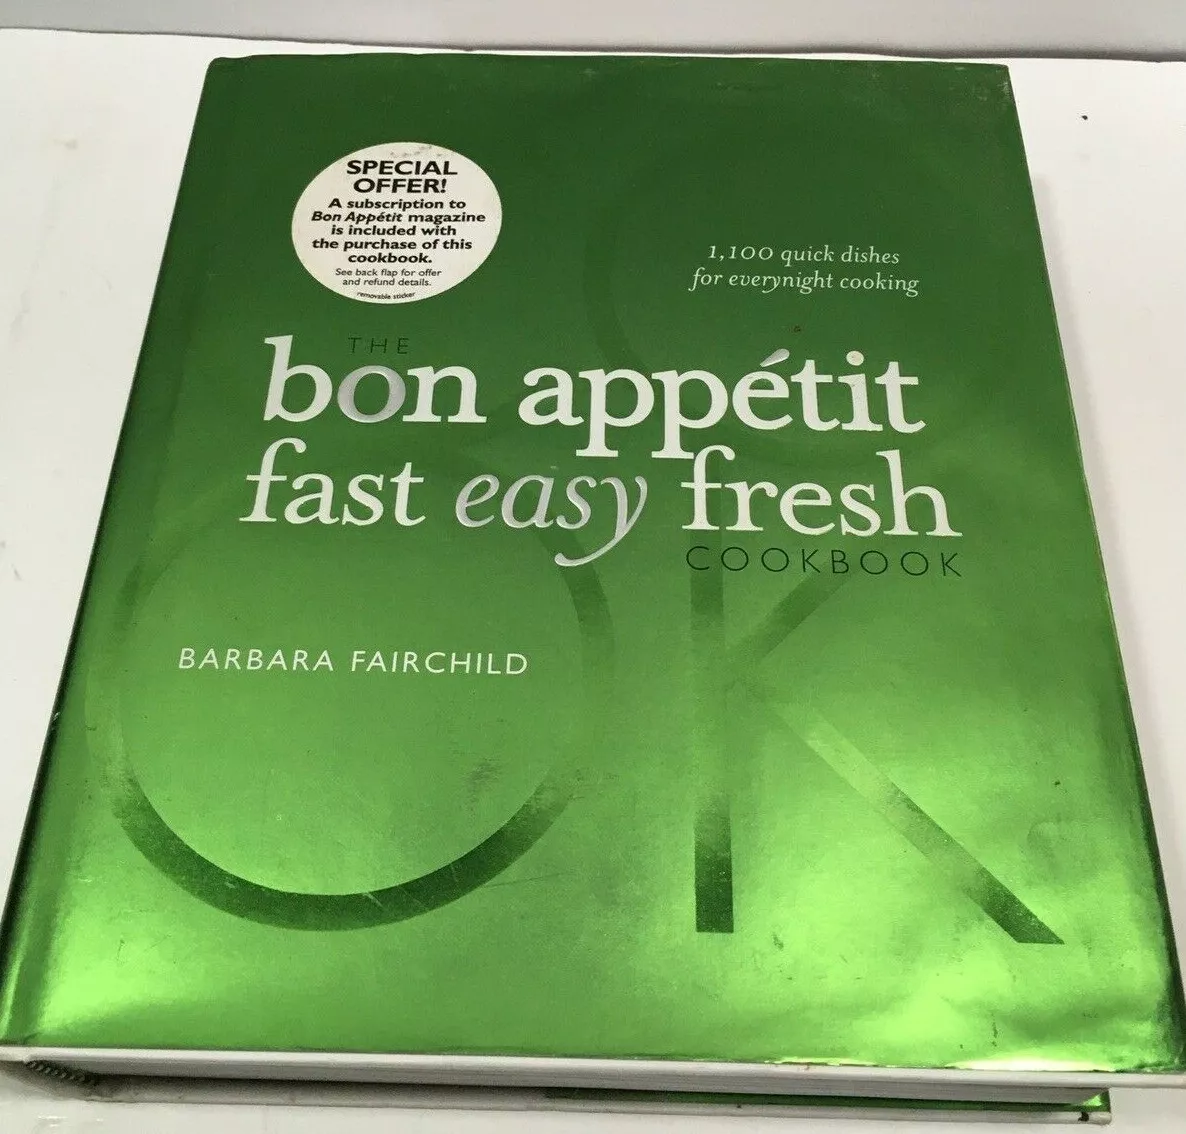 SPECIAL
OFFER!
A subscription to
Bon Appétit magazine
is included with
the purchase of this
cookbook.
See back flap for offer
and refund details.
removable sticker
1,100 quick dishes
for everynight cooking
THE
bon appétit
fast easy fresh
COOKBOOK
BARBARA FAIRCHILD
OK